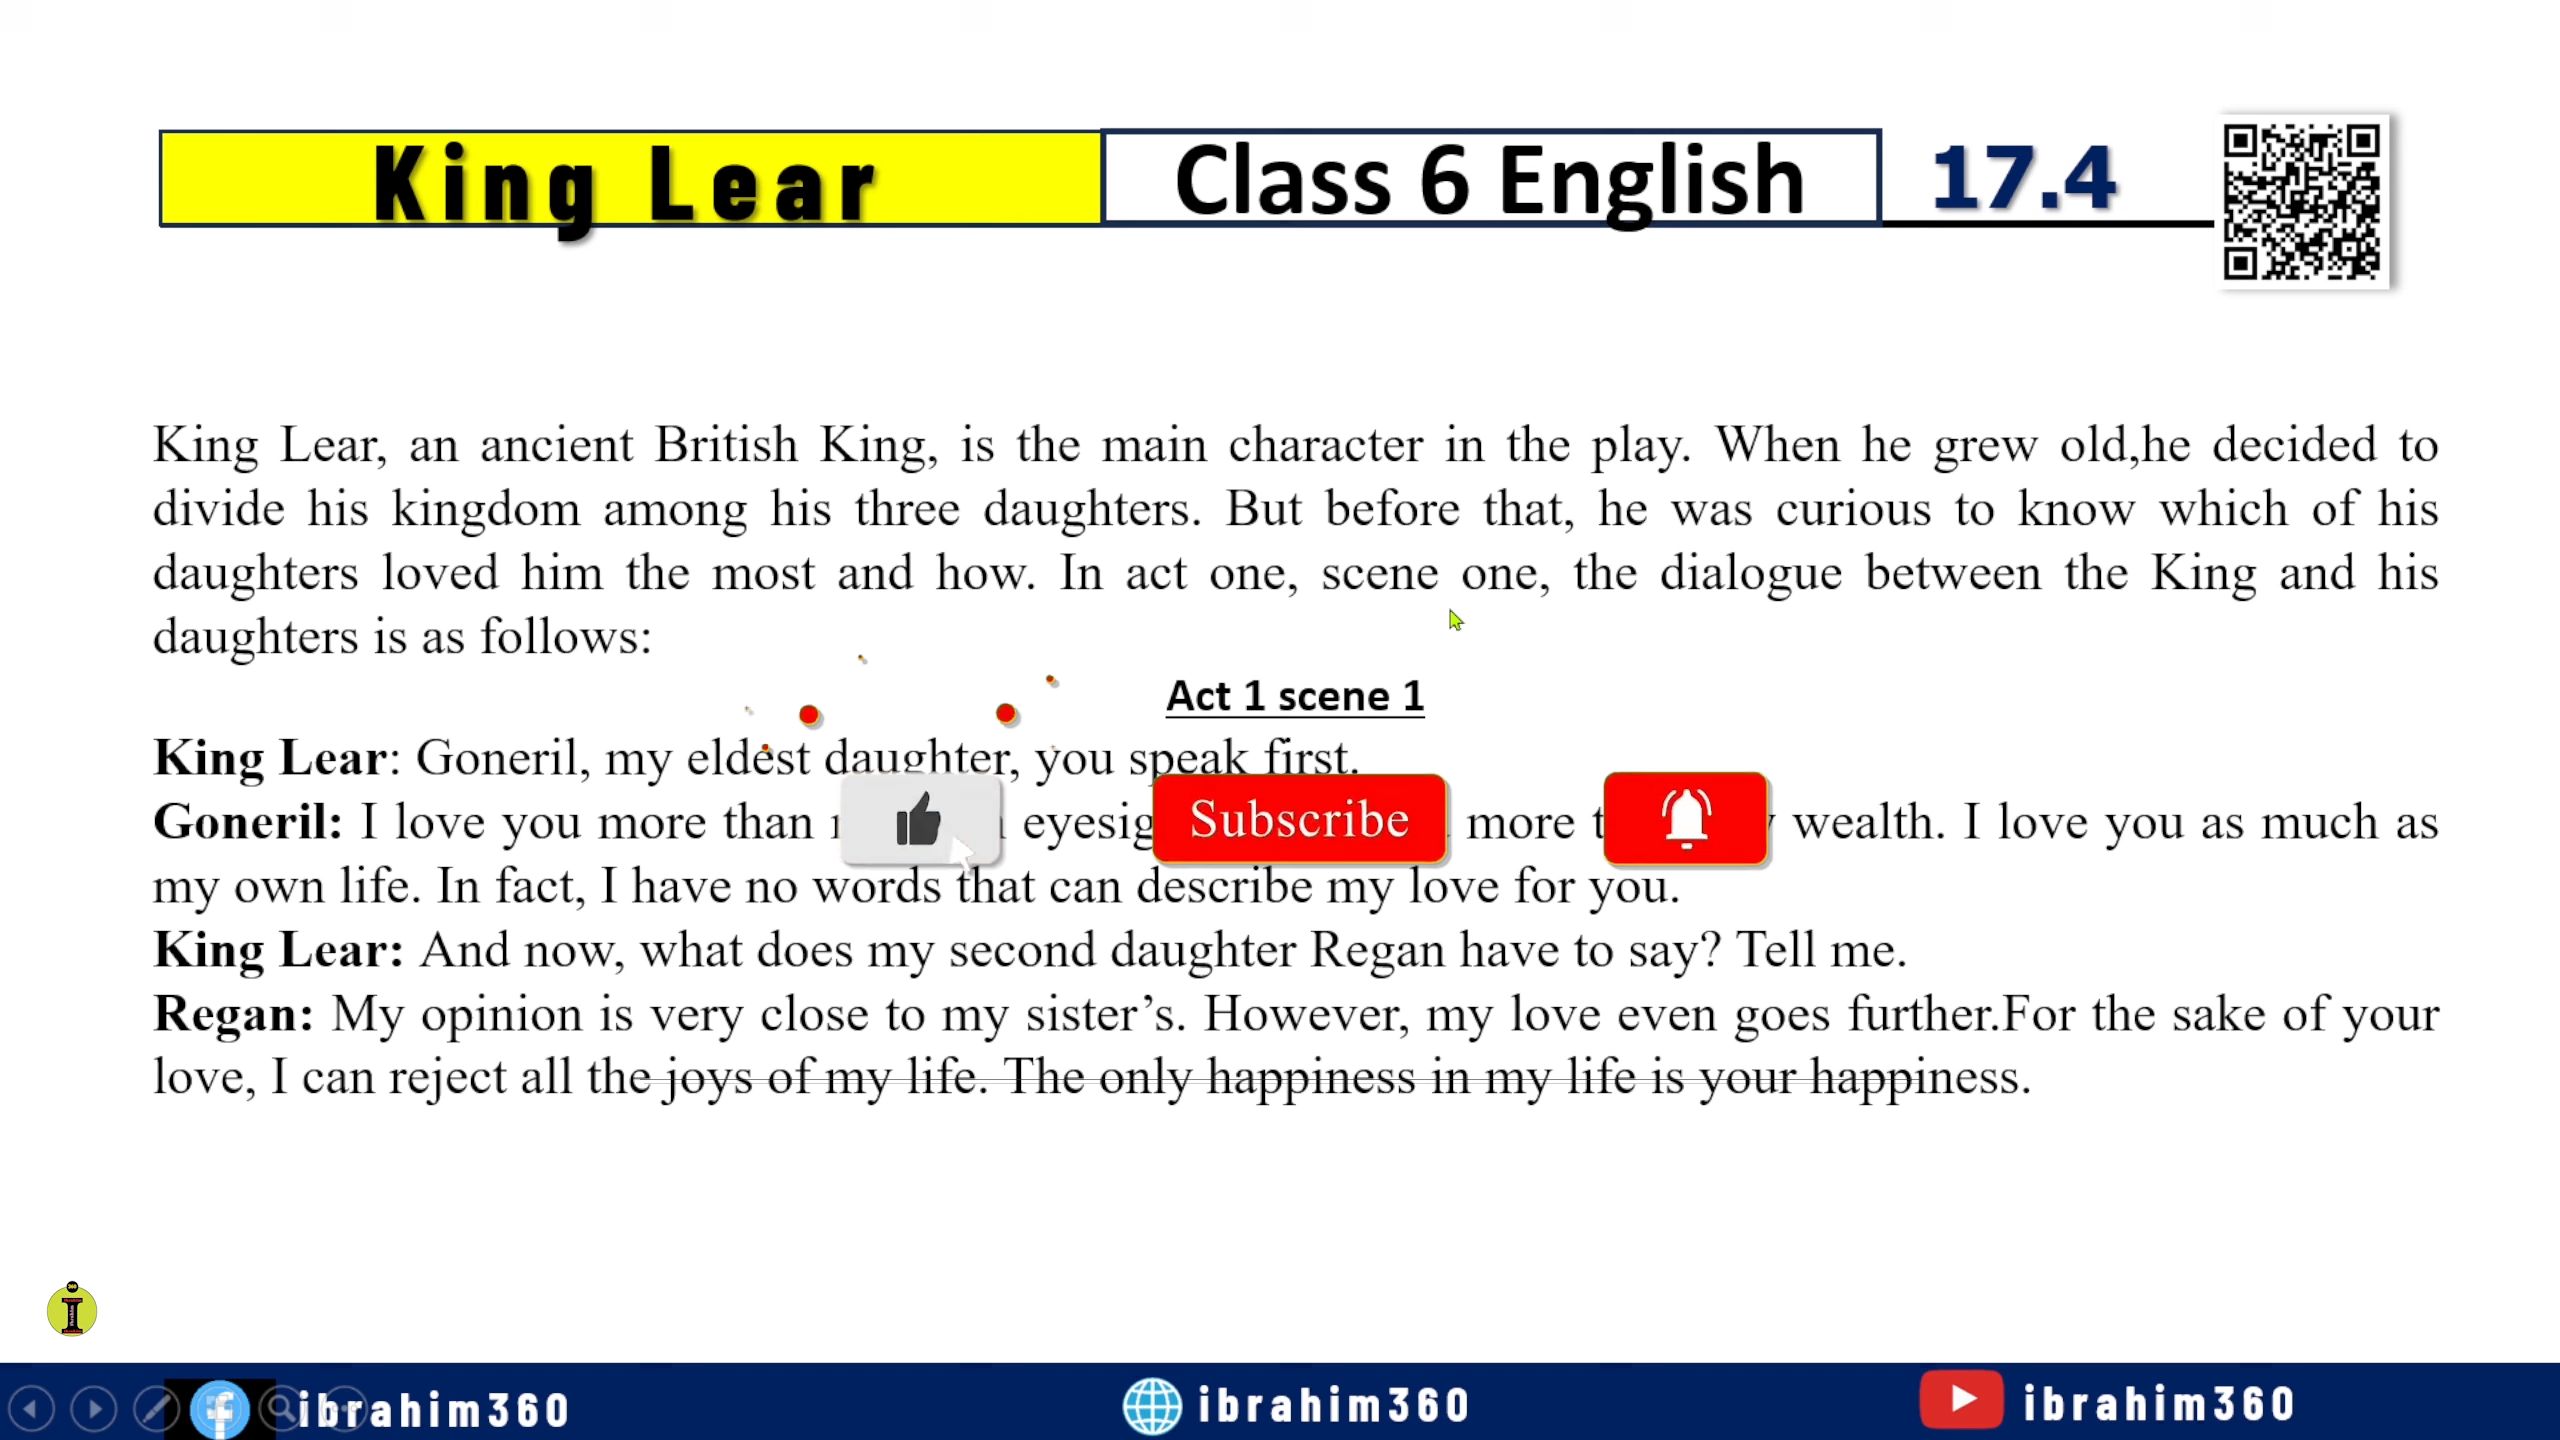 King Lear
Class 6 English
17.4
King Lear, an ancient British King, is the main character in the play. When he grew old,he decided to
divide his kingdom among his three daughters. But before that, he was curious to know which of his
daughters loved him the most and how. In act one, scene one, the dialogue between the King and his
daughters is as follows:
Act 1 scene 1
King Lear: Goneril, my eldest daughter, you speak first.
Goneril: I love you more than Subscribe more wealth. I love you as much as
my own life. In fact, I have no words that can describe my love for you.
King Lear: And now, what does my second daughter Regan have to say? Tell me.
Regan: My opinion is very close to my sister’s. However, my love even goes further.For the sake of your
love, I can reject all the joys of my life. The only happiness in my life is your happiness.
ibrahim360
ibrahim360
ibrahim360